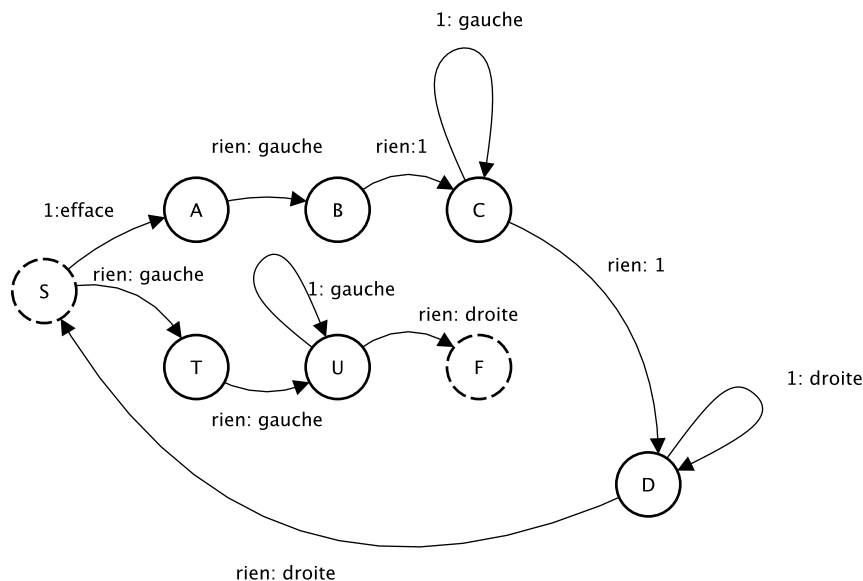 1: gauche
rien: gauche
rien:1
1:efface
A
B
C
rien: gauche
rien: 1
S
1: gauche
rien: droite
T
U
F
1: droite
rien: gauche
D
rien: droite